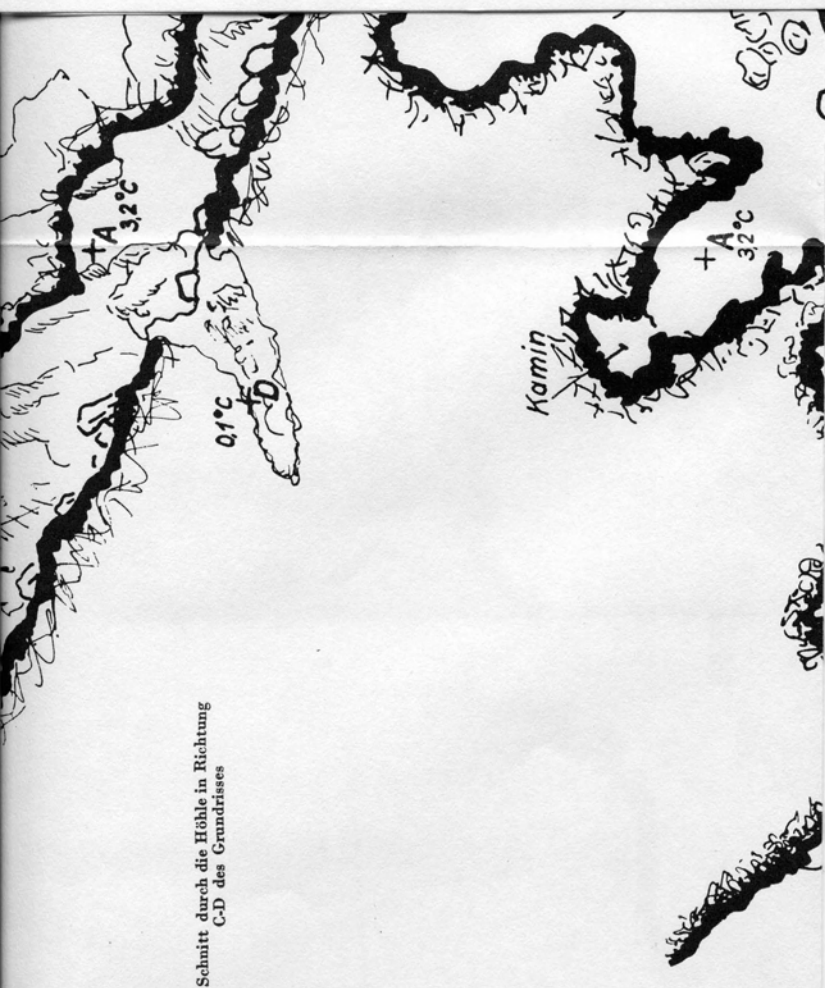 +A
3,2°C
0,1°C
+D
Kamin
+A
3,2°C
Schnitt durch die Höhle in Richtung
C-D des Grundrisses